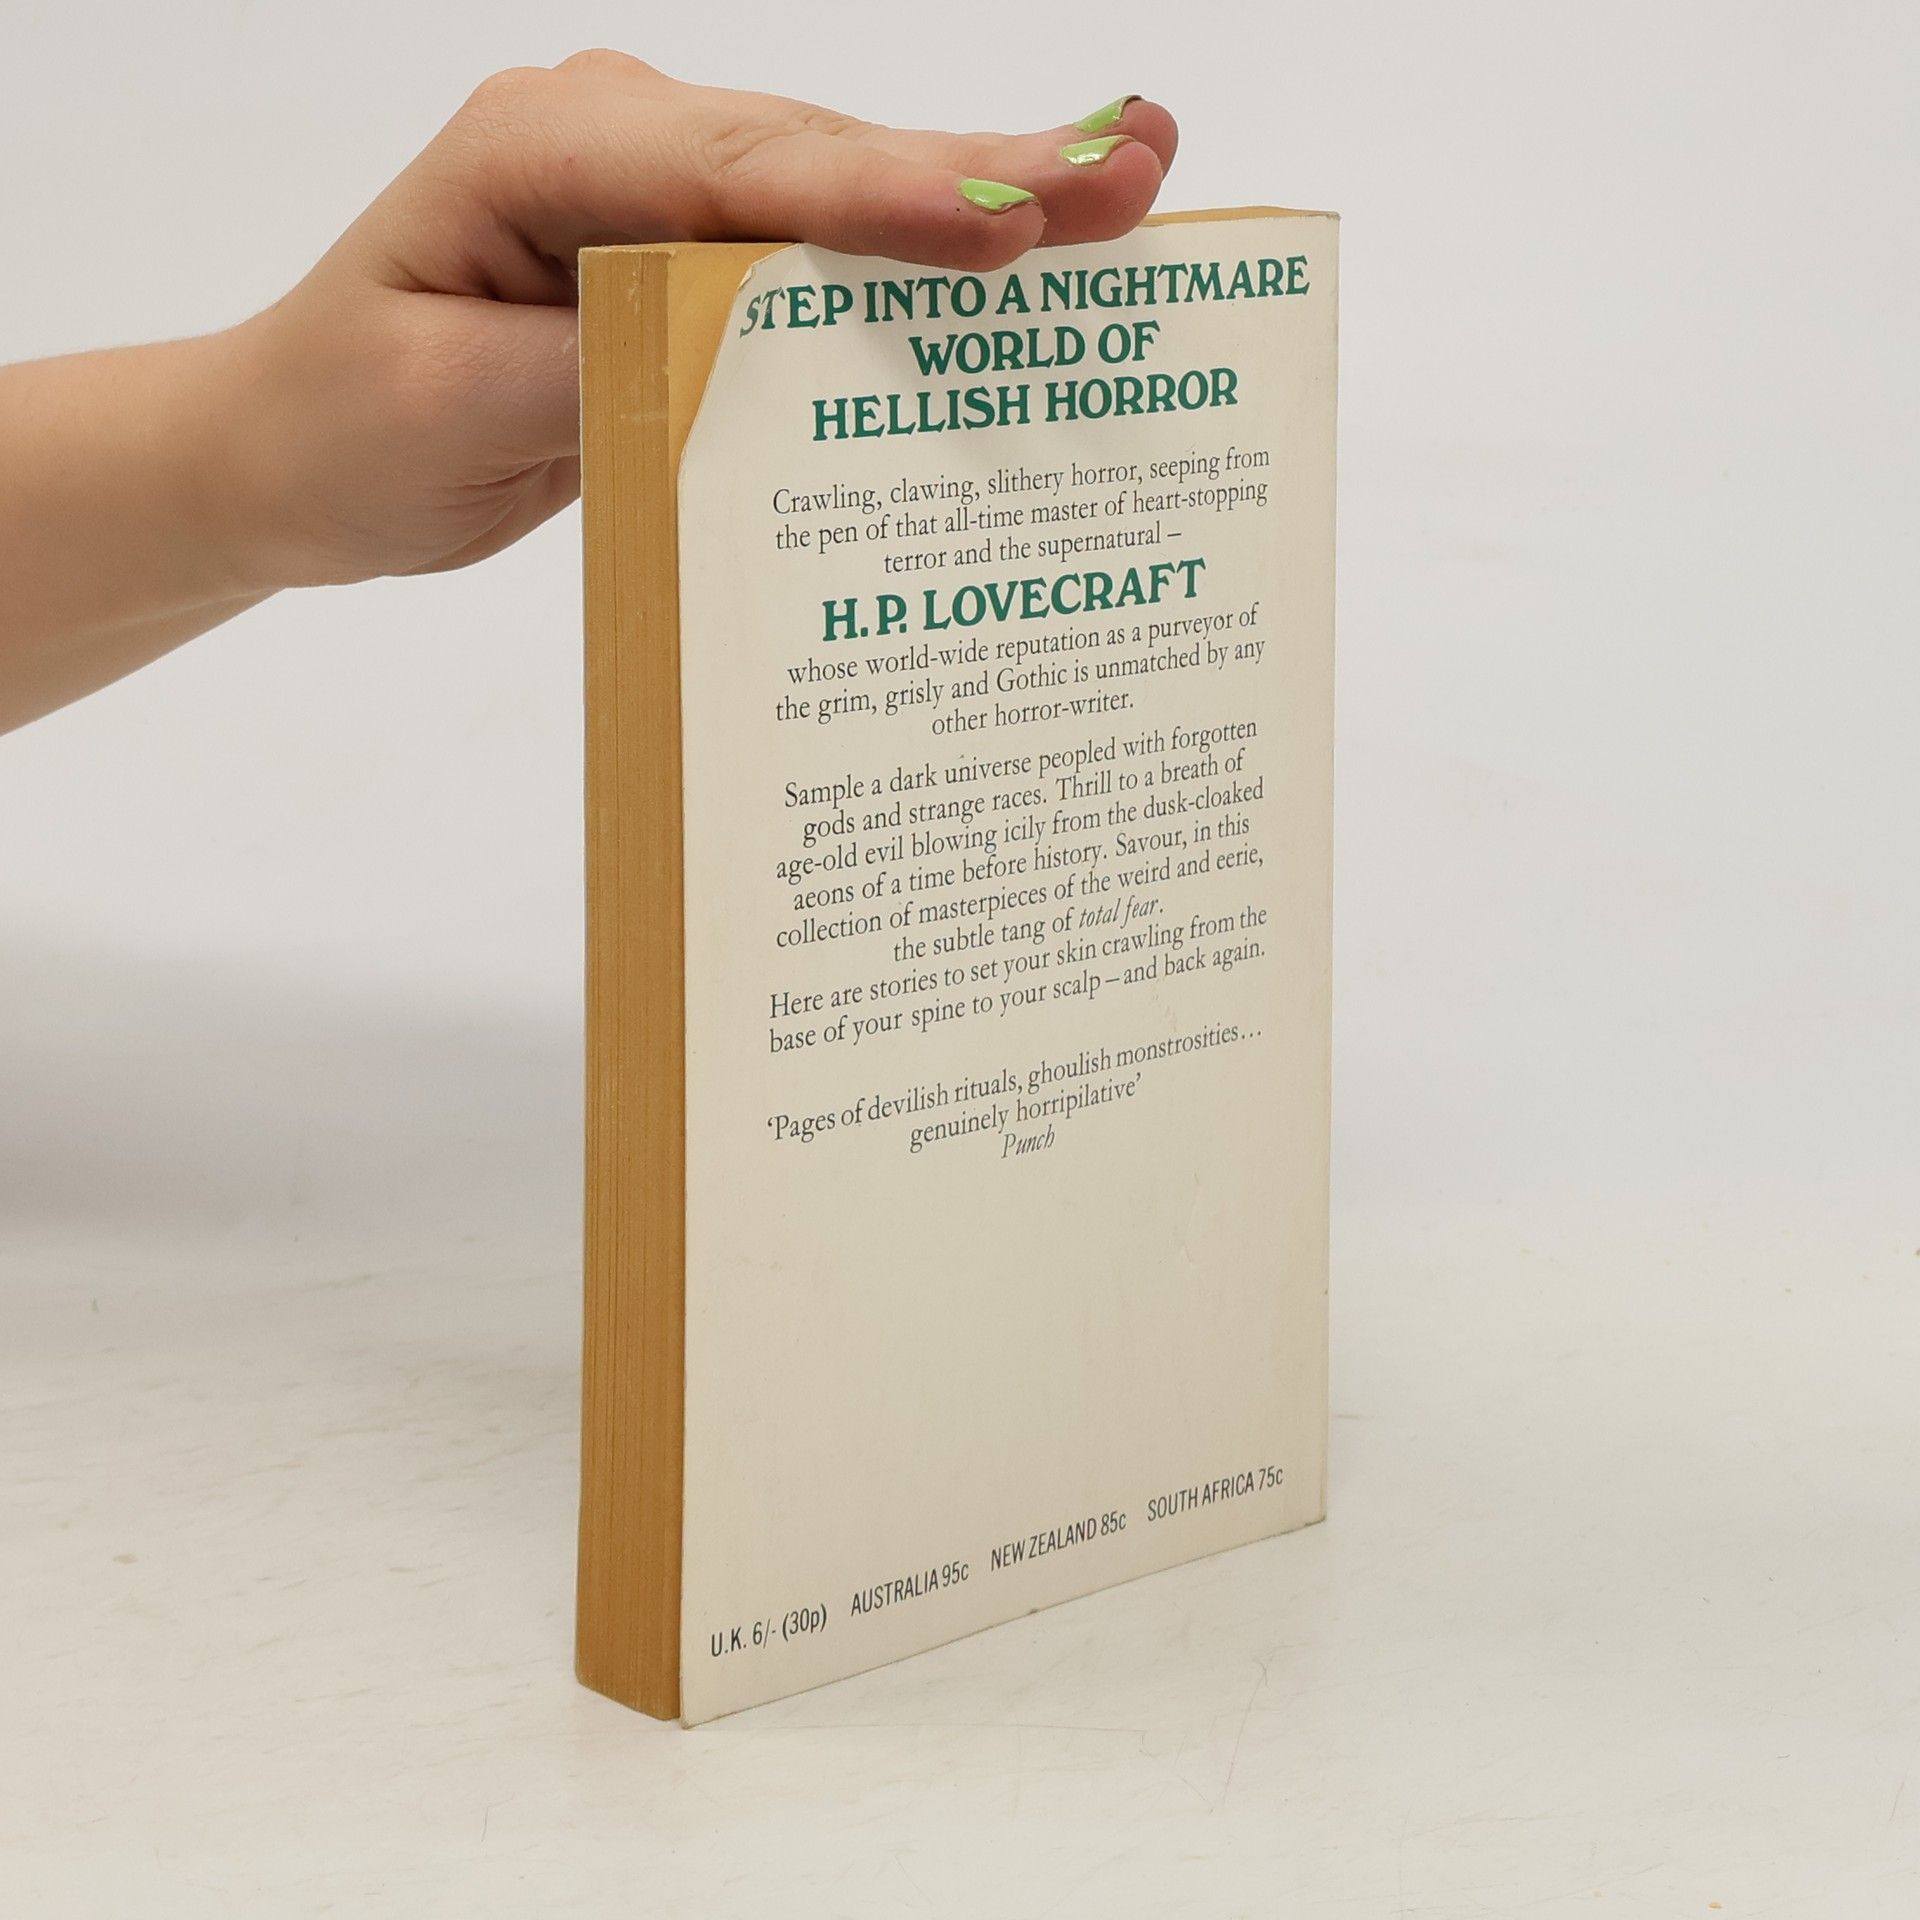 STEP INTO A NIGHTMARE
WORLD OF
HELLISH HORROR
Crawling, clawing, slithery horror, seeping from
the pen of that all-time master of heart-stopping
terror and the supernatural –
H.P. LOVECRAFT
whose world-wide reputation as a purveyor of
the grim, grisly and Gothic is unmatched by any
other horror-writer.
Sample a dark universe peopled with forgotten
gods and strange races. Thrill to a breath of
age-old evil blowing icily from the dusk-cloaked
aeons of a time before history. Savour, in this
collection of masterpieces of the weird and eerie,
the subtle tang of total fear.
Here are stories to set your skin crawling from the
base of your spine to your scalp – and back again.
‘Pages of devilish rituals, ghoulish monstrosities...
genuinely horripilative’
Punch
U.K. 6/- (30p) AUSTRALIA 95c NEW ZEALAND 85c SOUTH AFRICA 75c